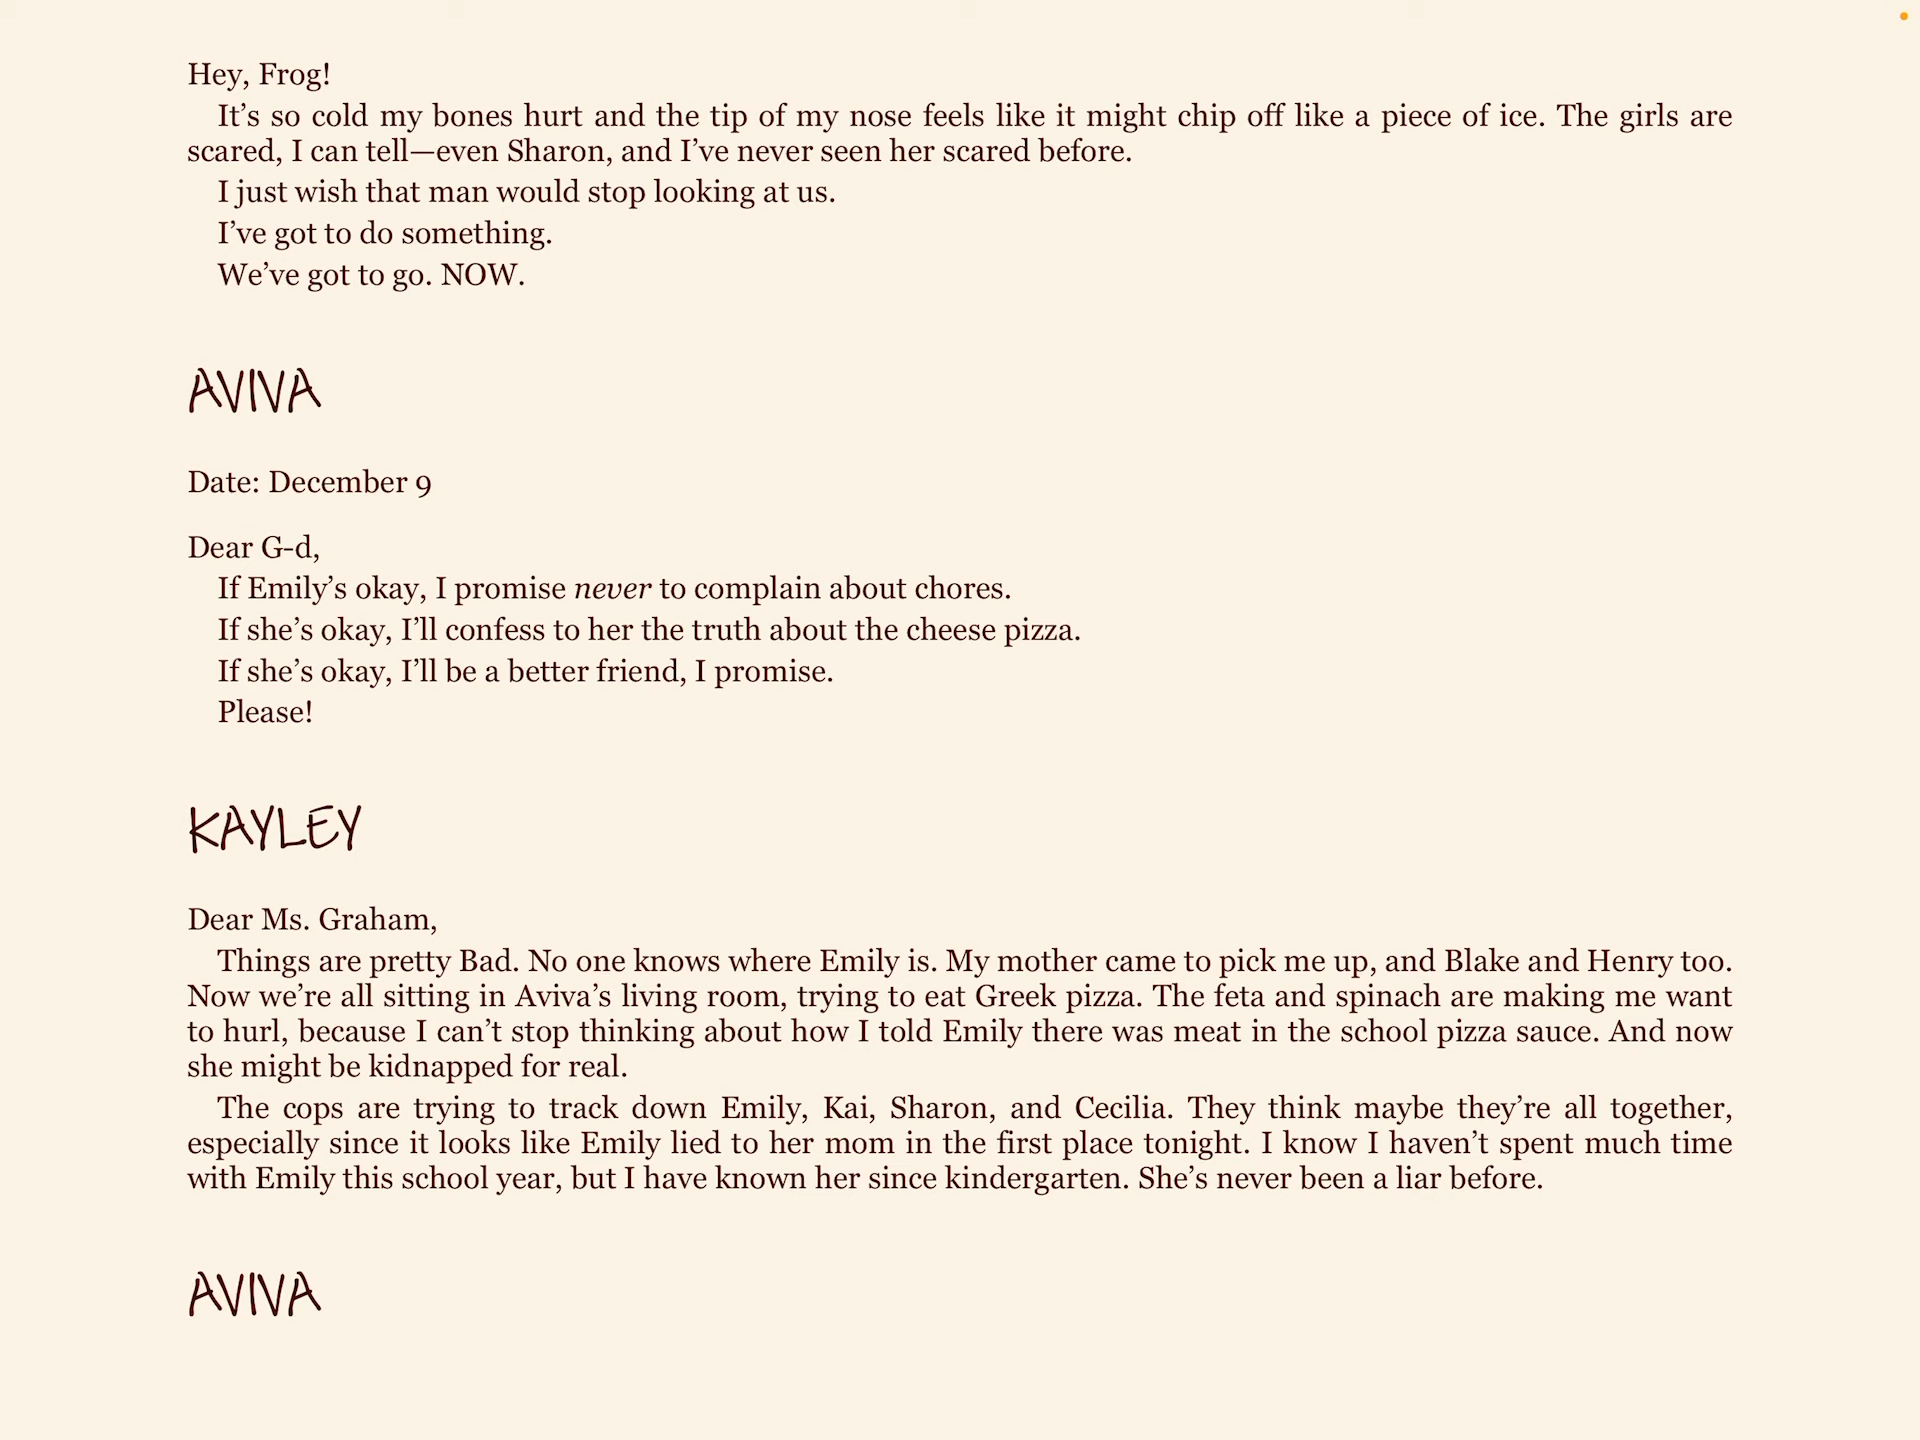 Hey, Frog!
It’s so cold my bones hurt and the tip of my nose feels like it might chip off like a piece of ice. The girls are
scared, I can tell—even Sharon, and I’ve never seen her scared before.
I just wish that man would stop looking at us.
I’ve got to do something.
We’ve got to go. NOW.
AVIVA
Date: December 9
Dear G-d,
If Emily’s okay, I promise never to complain about chores.
If she’s okay, I’ll confess to her the truth about the cheese pizza.
If she’s okay, I’ll be a better friend, I promise.
Please!
KAYLEY
Dear Ms. Graham,
Things are pretty Bad. No one knows where Emily is. My mother came to pick me up, and Blake and Henry too.
Now we’re all sitting in Aviva’s living room, trying to eat Greek pizza. The feta and spinach are making me want
to hurl, because I can’t stop thinking about how I told Emily there was meat in the school pizza sauce. And now
she might be kidnapped for real.
The cops are trying to track down Emily, Kai, Sharon, and Cecilia. They think maybe they’re all together,
especially since it looks like Emily lied to her mom in the first place tonight. I know I haven’t spent much time
with Emily this school year, but I have known her since kindergarten. She’s never been a liar before.
AVIVA